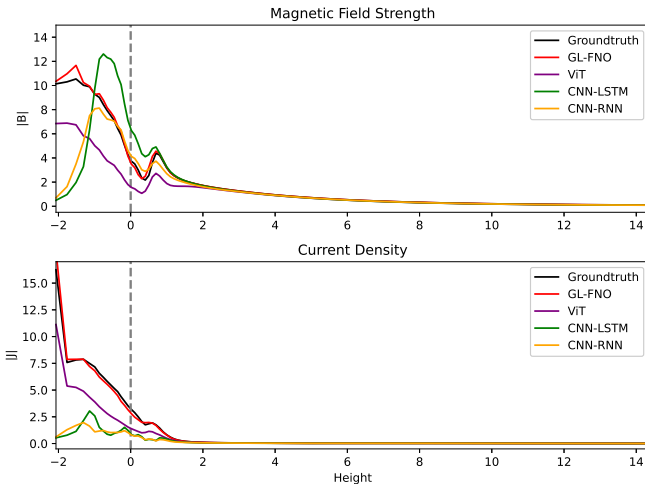 Magnetic Field Strength
14
12
10
8
6
4
2
0
|B|
Groundtruth
GL-FNO
ViT
CNN-LSTM
CNN-RNN
−2 0 2 4 6 8 10 12 14
Current Density
15.0
12.5
10.0
7.5
5.0
2.5
0.0
|J|
Groundtruth
GL-FNO
ViT
CNN-LSTM
CNN-RNN
−2 0 2 4 6 8 10 12 14
Height